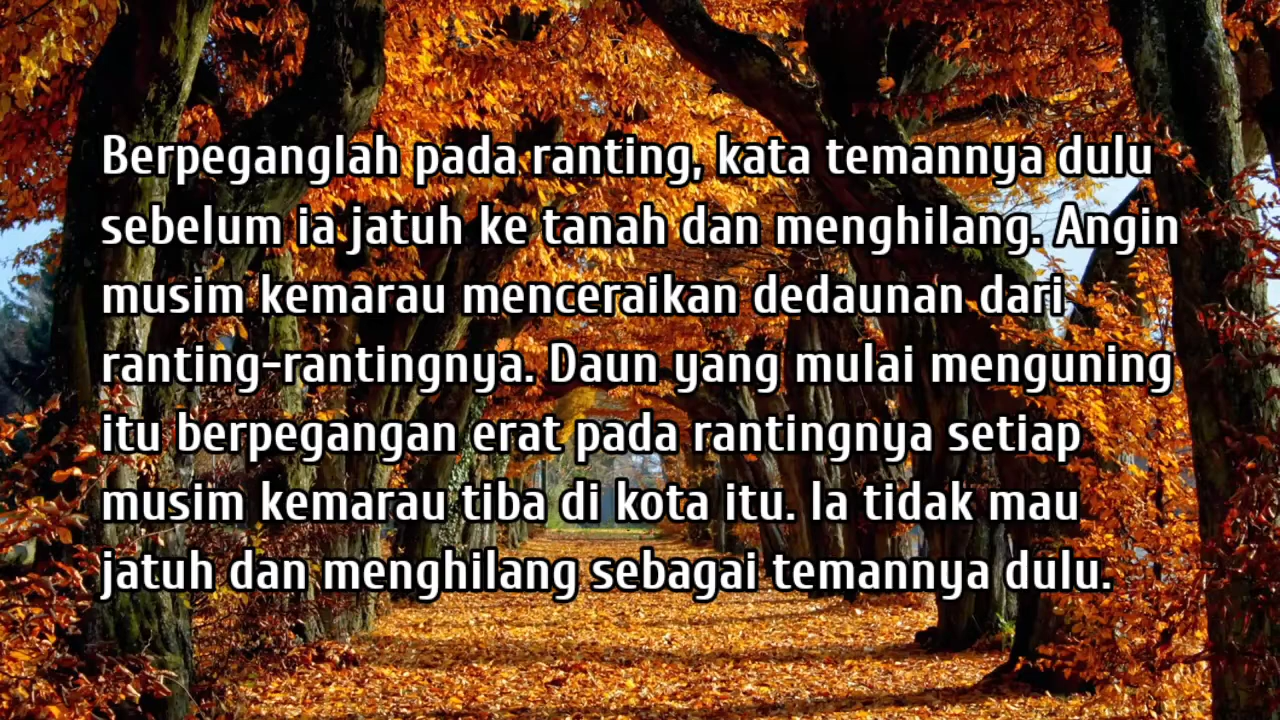 Berpeganglah pada ranting, kata temannya dulu
sebelum ia jatuh ke tanah dan menghilang. Angin
musim kemarau menceraikan dedaunan dari
ranting-rantingnya. Daun yang mulai menguning
itu berpegangan erat pada rantingnya setiap
musim kemarau tiba di kota itu. Ia tidak mau
jatuh dan menghilang sebagai temannya dulu.